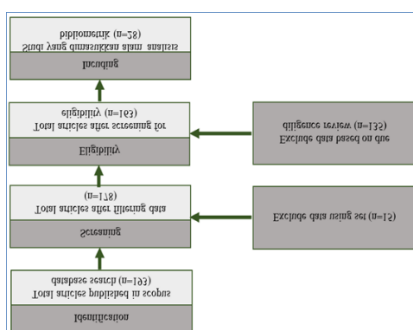 Identification
Total articles published in scopus
database search (n=193)
Screaning
Total articles after filtering data
(n=178)
Exclude data using set (n=15)
Eligibility
Total articles after screening for
eligibility (n=163)
Exclude data based on due
diligence review (n=135)
Incuding
Studi yang dimasukkan alam analisis
bibliometrik (n=28)